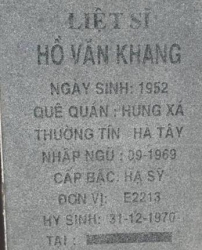 LIỆT SĨ
HỒ VĂN KHANG
NGÀY SINH: 1952
QUÊ QUÁN : HƯNG XÁ
THƯỜNG TÍN HÀ TÂY
NHẬP NGŨ : 09-1969
CẤP BẬC: HẠ SỸ
ĐƠN VỊ: E2213
HY SINH: 31-12-1970
TẠI :